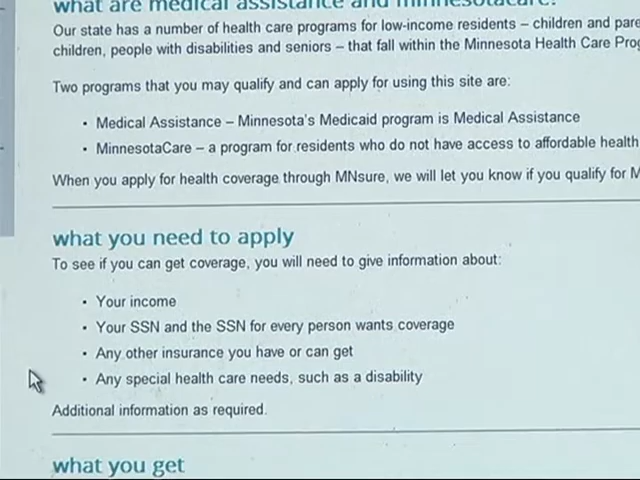 what are medical assistance and minnesotacare?
Our state has a number of health care programs for low-income residents – children and pare
children, people with disabilities and seniors – that fall within the Minnesota Health Care Prog
Two programs that you may qualify and can apply for using this site are:
• Medical Assistance – Minnesota's Medicaid program is Medical Assistance
• MinnesotaCare – a program for residents who do not have access to affordable health
When you apply for health coverage through MNsure, we will let you know if you qualify for M
what you need to apply
To see if you can get coverage, you will need to give information about:
• Your income
• Your SSN and the SSN for every person wants coverage
• Any other insurance you have or can get
• Any special health care needs, such as a disability
Additional information as required.
what you get